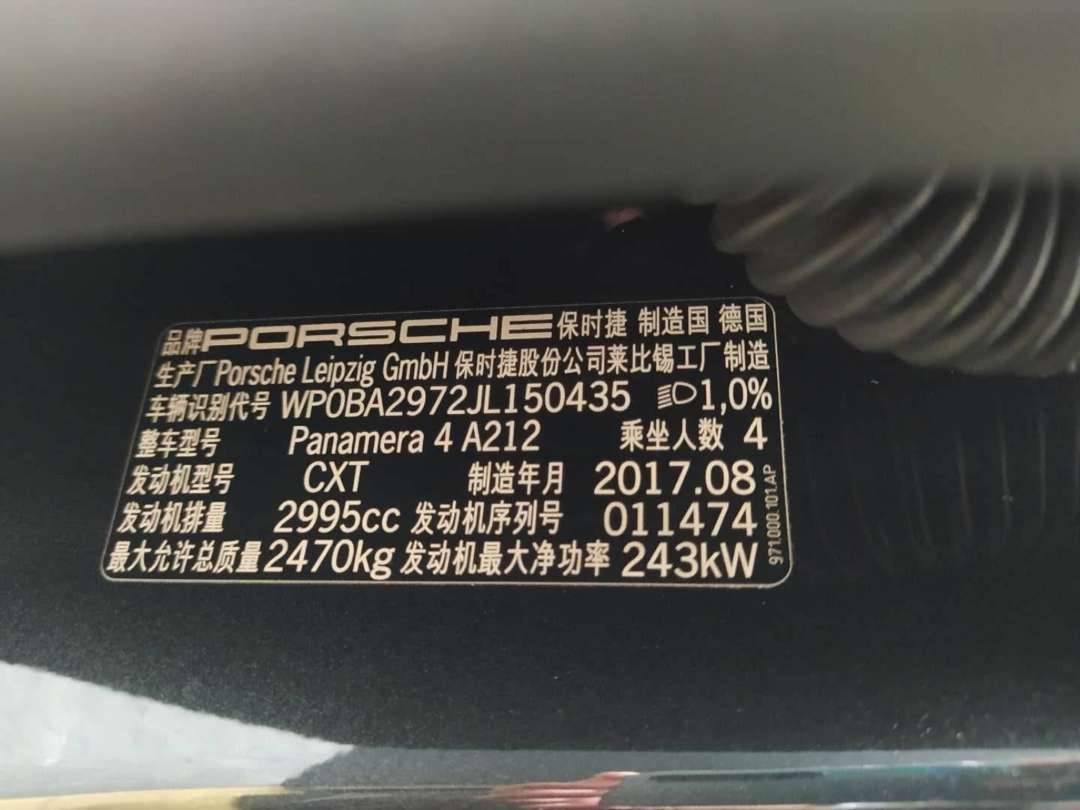 品牌PORSCHE保时捷 制造国 德国
生产厂Porsche Leipzig GmbH 保时捷股份公司莱比锡工厂制造
车辆识别代号 WP0BA2972JL150435 1,0%
整车型号 Panamera 4 A212 乘坐人数 4
发动机型号 CXT 制造年月 2017.08
发动机排量 2995cc 发动机序列号 011474
最大允许总质量2470kg 发动机最大净功率 243kW
971.000.101.AP